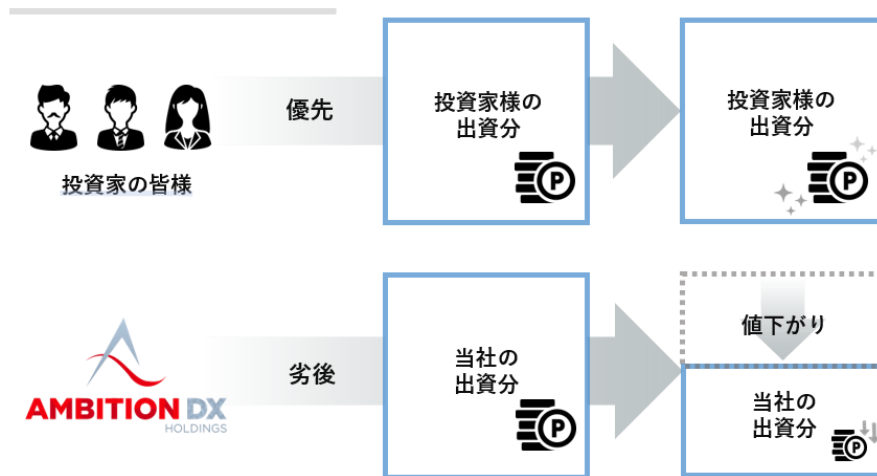 優先
投資家様の
出資分
P
投資家様の
出資分
P
投資家の皆様
AMBITION DX
HOLDINGS
劣後
当社の
出資分
P
値下がり
当社の
出資分
P